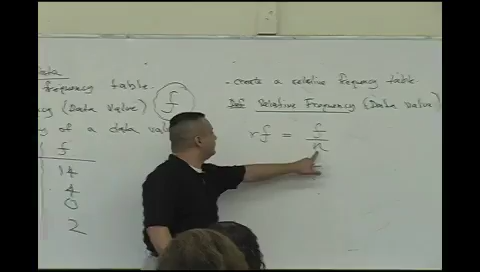 Data
frequency table.
(Data value) f
of a data val
f
14
4
0
2
- create a relative frequency table.
Def Relative Frequency (Data value)
rf = f/n